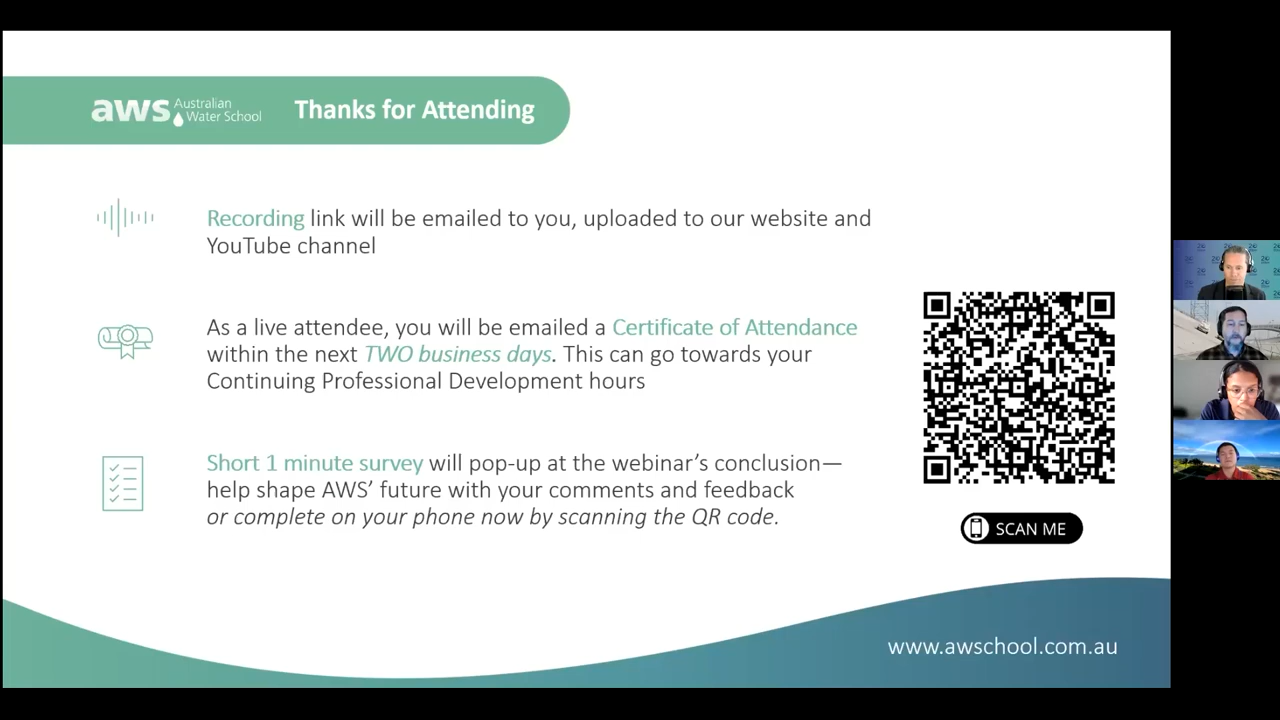 aws Australian
Water School
Thanks for Attending
Recording link will be emailed to you, uploaded to our website and
YouTube channel
As a live attendee, you will be emailed a Certificate of Attendance
within the next TWO business days. This can go towards your
Continuing Professional Development hours
Short 1 minute survey will pop-up at the webinar's conclusion—
help shape AWS' future with your comments and feedback
or complete on your phone now by scanning the QR code.
SCAN ME
www.awschool.com.au